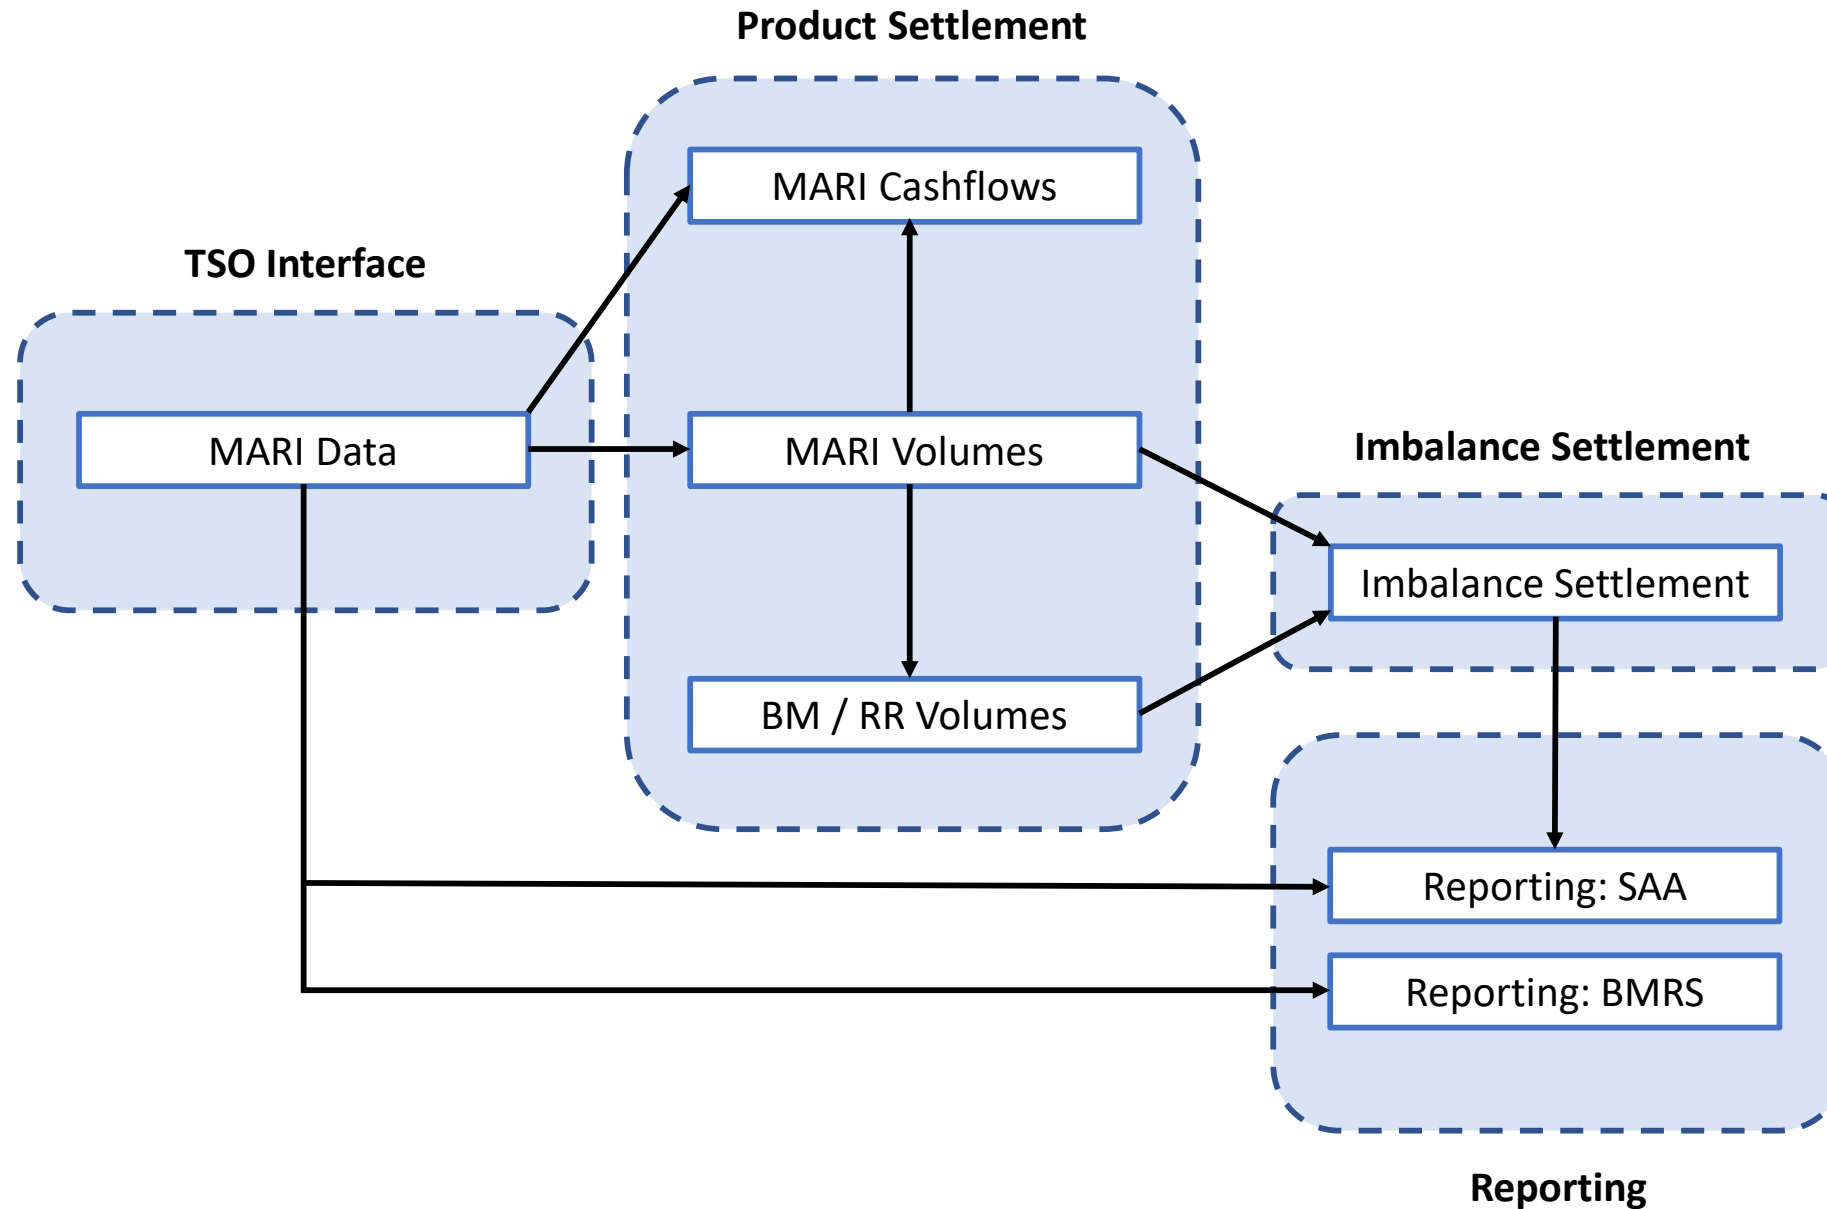 Product Settlement
MARI Cashflows
TSO Interface
MARI Data
MARI Volumes
Imbalance Settlement
Imbalance Settlement
BM / RR Volumes
Reporting: SAA
Reporting: BMRS
Reporting